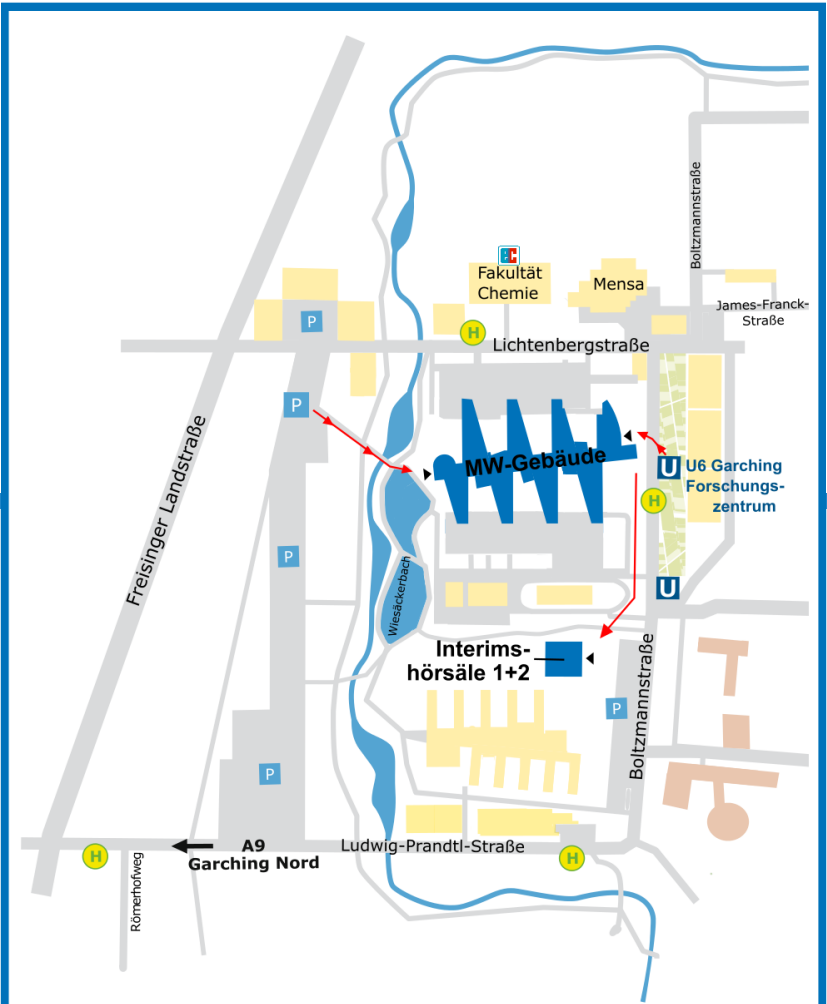 Boltzmannstraße
EC
Fakultät
Chemie
Mensa
James-Franck-
Straße
P
H
Lichtenbergstraße
P
Freisinger Landstraße
MW-Gebäude
U
U6 Garching
Forschungs-
zentrum
H
P
Wiesäckerbach
U
Interims-
hörsäle 1+2
Boltzmannstraße
P
P
H
A9
Garching Nord
Ludwig-Prandtl-Straße
H
Römerhofweg